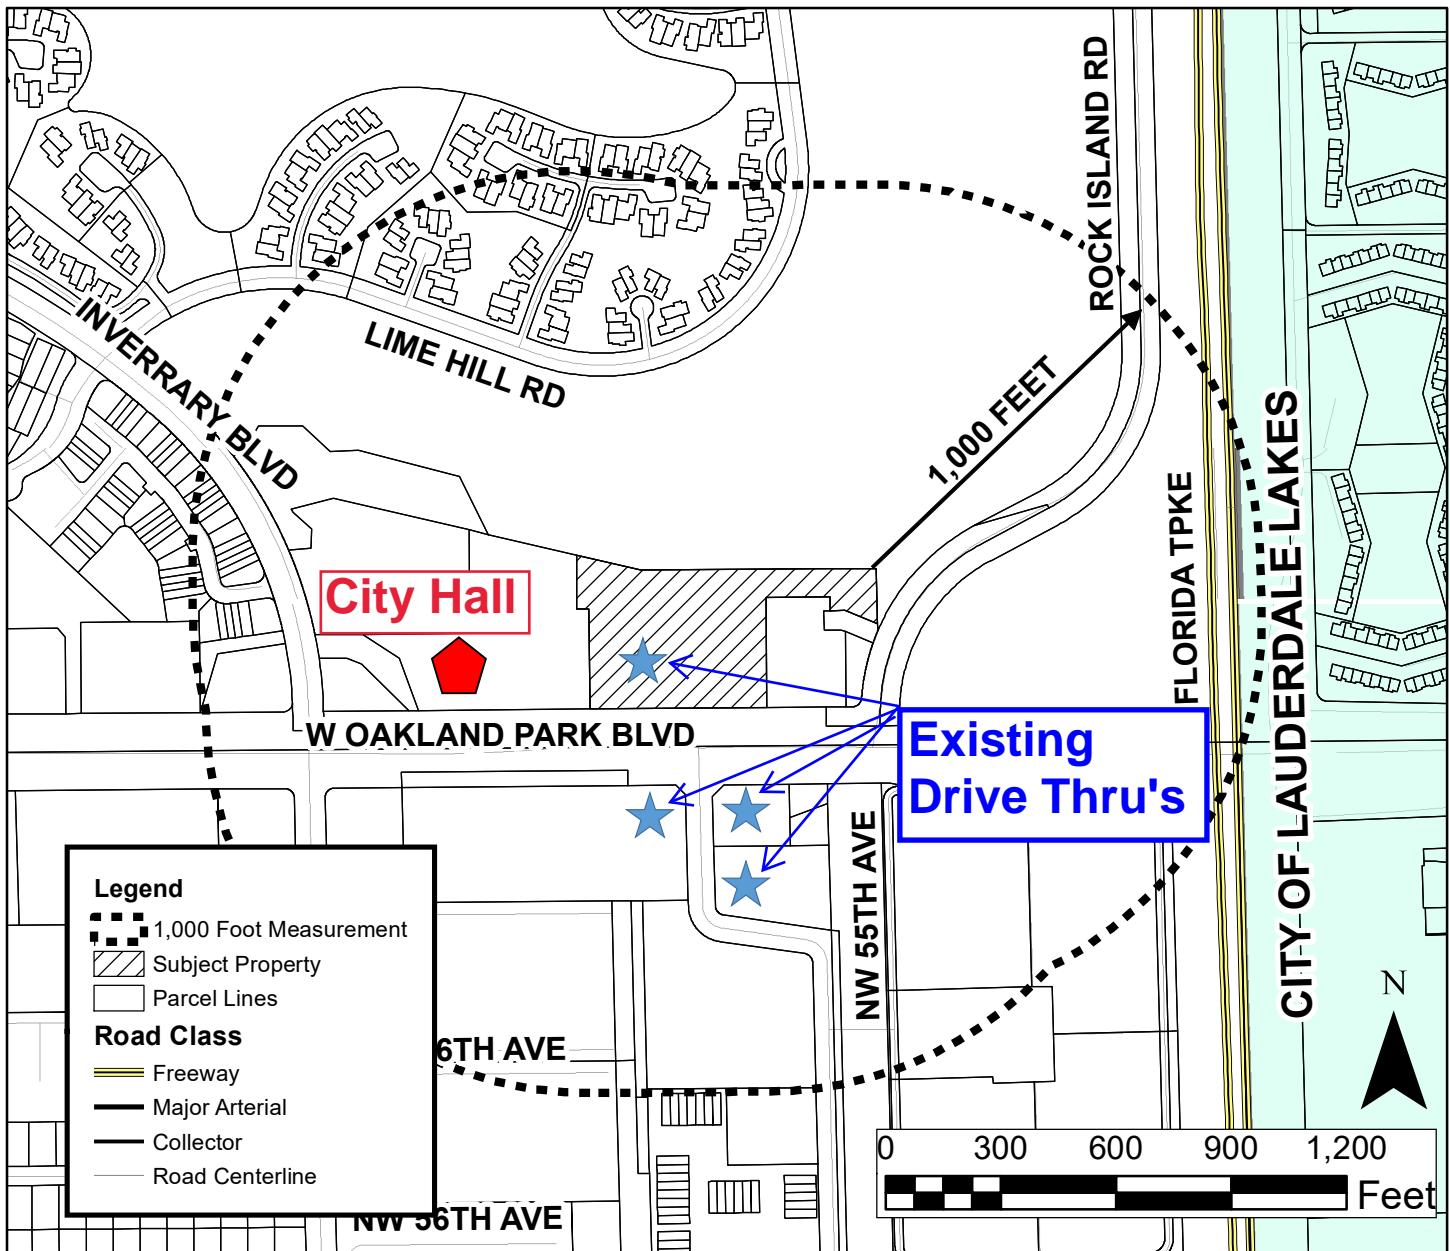 ROCK ISLAND RD
INVERRARY BLVD
LIME HILL RD
1,000 FEET
FLORIDA TPKE
CITY OF LAUDERDALE LAKES
City Hall
W OAKLAND PARK BLVD
Existing
Drive Thru's
NW 55TH AVE
Legend
1,000 Foot Measurement
Subject Property
Parcel Lines
Road Class
Freeway
Major Arterial
Collector
Road Centerline
6TH AVE
NW 56TH AVE
N
0 300 600 900 1,200
Feet